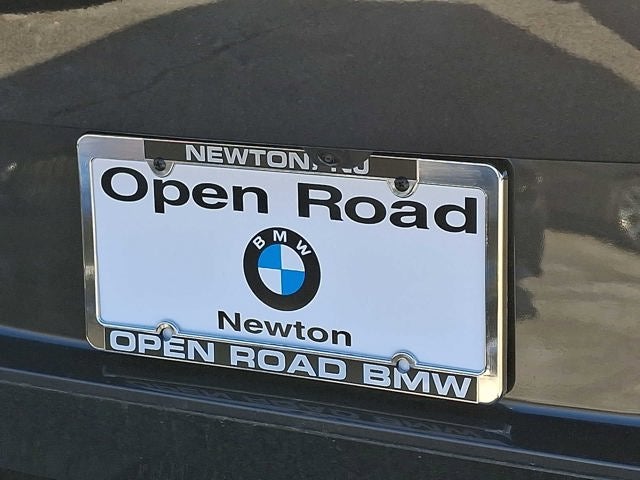 NEWTON, NJ
Open Road
BMW
Newton
OPEN ROAD BMW